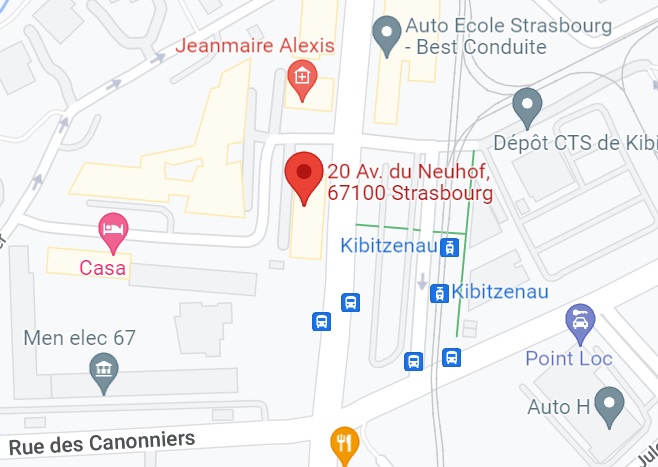 Auto Ecole Strasbourg
- Best Conduite
Jeanmaire Alexis
Dépôt CTS de Kibi
20 Av. du Neuhof,
67100 Strasbourg
Kibitzenau
Casa
Kibitzenau
Men elec 67
Point Loc
Auto H
Rue des Canonniers
Jule